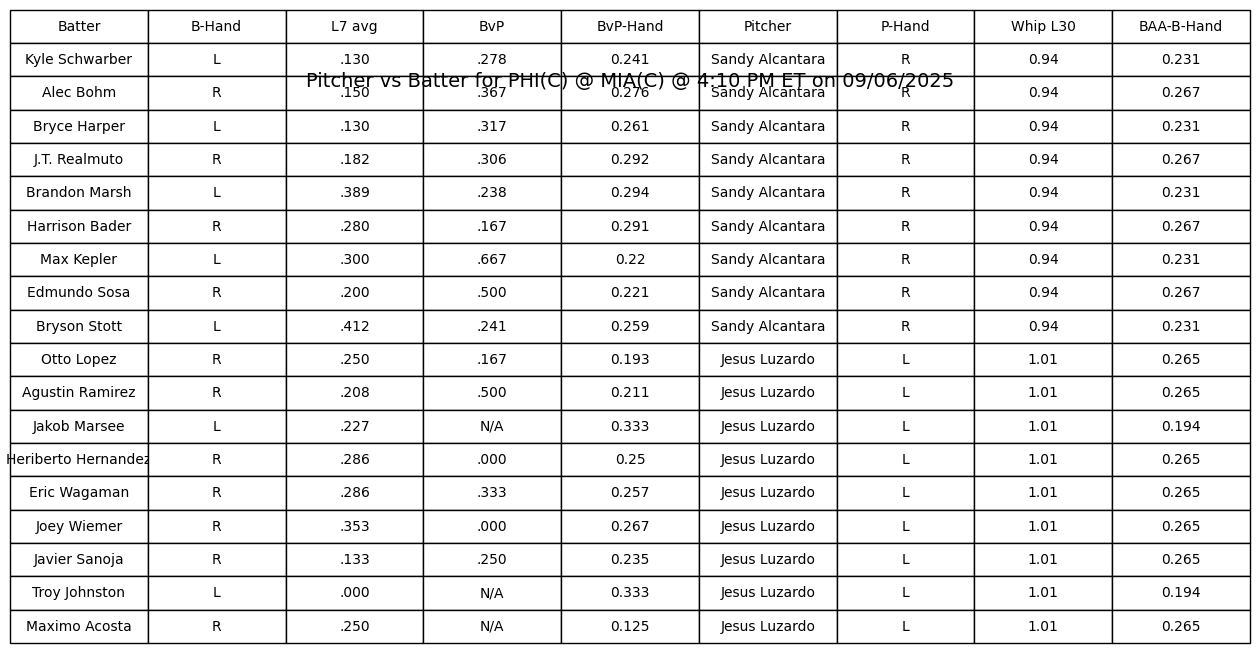 Batter B-Hand L7 avg BvP BvP-Hand Pitcher P-Hand Whip L30 BAA-B-Hand
Kyle Schwarber L .130 .278 0.241 Sandy Alcantara R 0.94 0.231
Pitcher vs Batter for PHI(C) @ MIA(C) @ 4:10 PM ET on 09/06/2025
Alec Bohm R .150 .367 0.276 Sandy Alcantara R 0.94 0.267
Bryce Harper L .130 .317 0.261 Sandy Alcantara R 0.94 0.231
J.T. Realmuto R .182 .306 0.292 Sandy Alcantara R 0.94 0.267
Brandon Marsh L .389 .238 0.294 Sandy Alcantara R 0.94 0.231
Harrison Bader R .280 .167 0.291 Sandy Alcantara R 0.94 0.267
Max Kepler L .300 .667 0.22 Sandy Alcantara R 0.94 0.231
Edmundo Sosa R .200 .500 0.221 Sandy Alcantara R 0.94 0.267
Bryson Stott L .412 .241 0.259 Sandy Alcantara R 0.94 0.231
Otto Lopez R .250 .167 0.193 Jesus Luzardo L 1.01 0.265
Agustin Ramirez R .208 .500 0.211 Jesus Luzardo L 1.01 0.265
Jakob Marsee L .227 N/A 0.333 Jesus Luzardo L 1.01 0.194
Heriberto Hernandez R .286 .000 0.25 Jesus Luzardo L 1.01 0.265
Eric Wagaman R .286 .333 0.257 Jesus Luzardo L 1.01 0.265
Joey Wiemer R .353 .000 0.267 Jesus Luzardo L 1.01 0.265
Javier Sanoja R .133 .250 0.235 Jesus Luzardo L 1.01 0.265
Troy Johnston L .000 N/A 0.333 Jesus Luzardo L 1.01 0.194
Maximo Acosta R .250 N/A 0.125 Jesus Luzardo L 1.01 0.265